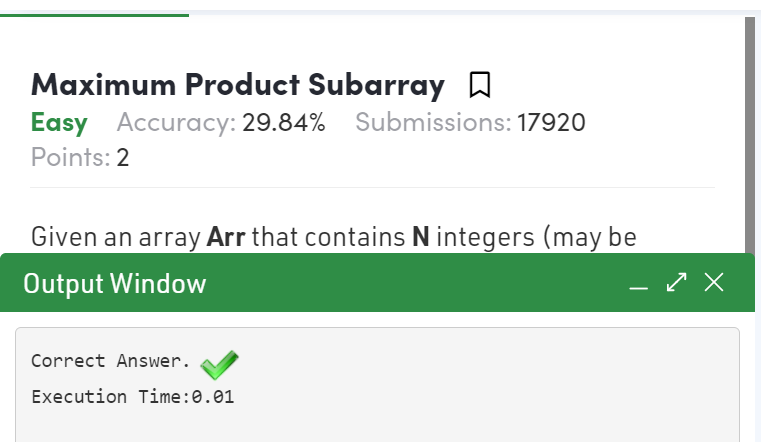 Maximum Product Subarray
Easy Accuracy: 29.84% Submissions: 17920
Points: 2
Given an array Arr that contains N integers (may be
Output Window
Correct Answer.
Execution Time:0.01